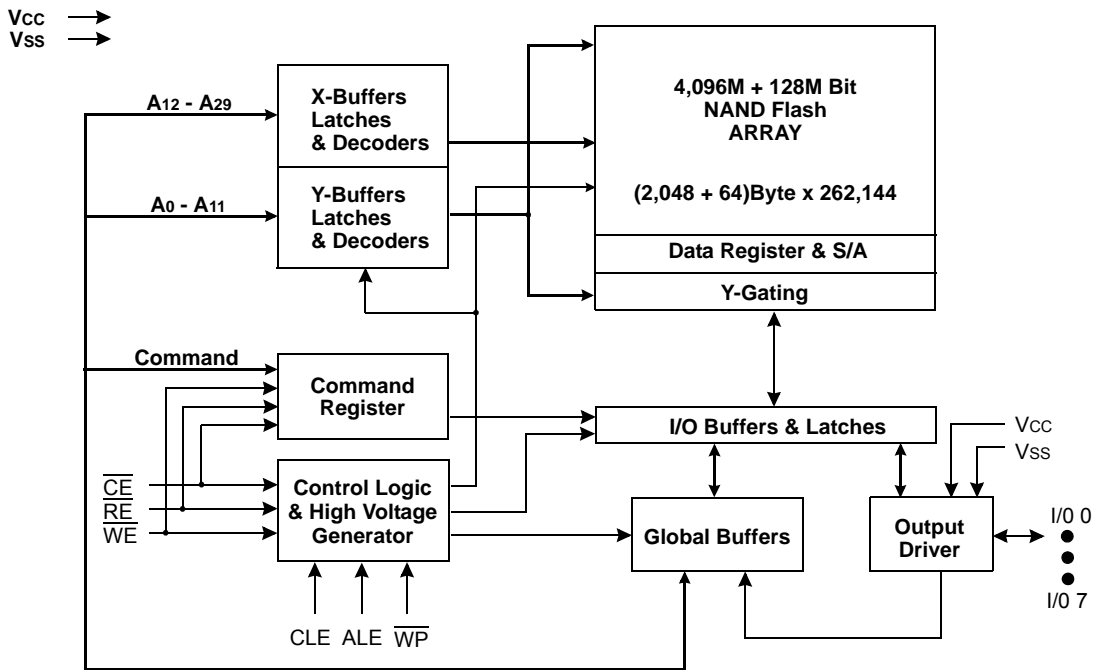 VCC
VSS
A12 - A29
X-Buffers
Latches
& Decoders
A0 - A11
Y-Buffers
Latches
& Decoders
4,096M + 128M Bit
NAND Flash
ARRAY
(2,048 + 64)Byte x 262,144
Data Register & S/A
Y-Gating
Command
Command
Register
I/O Buffers & Latches
VCC
VSS
CE
RE
WE
Control Logic
& High Voltage
Generator
Global Buffers
Output
Driver
I/0 0
I/0 7
CLE
ALE
WP